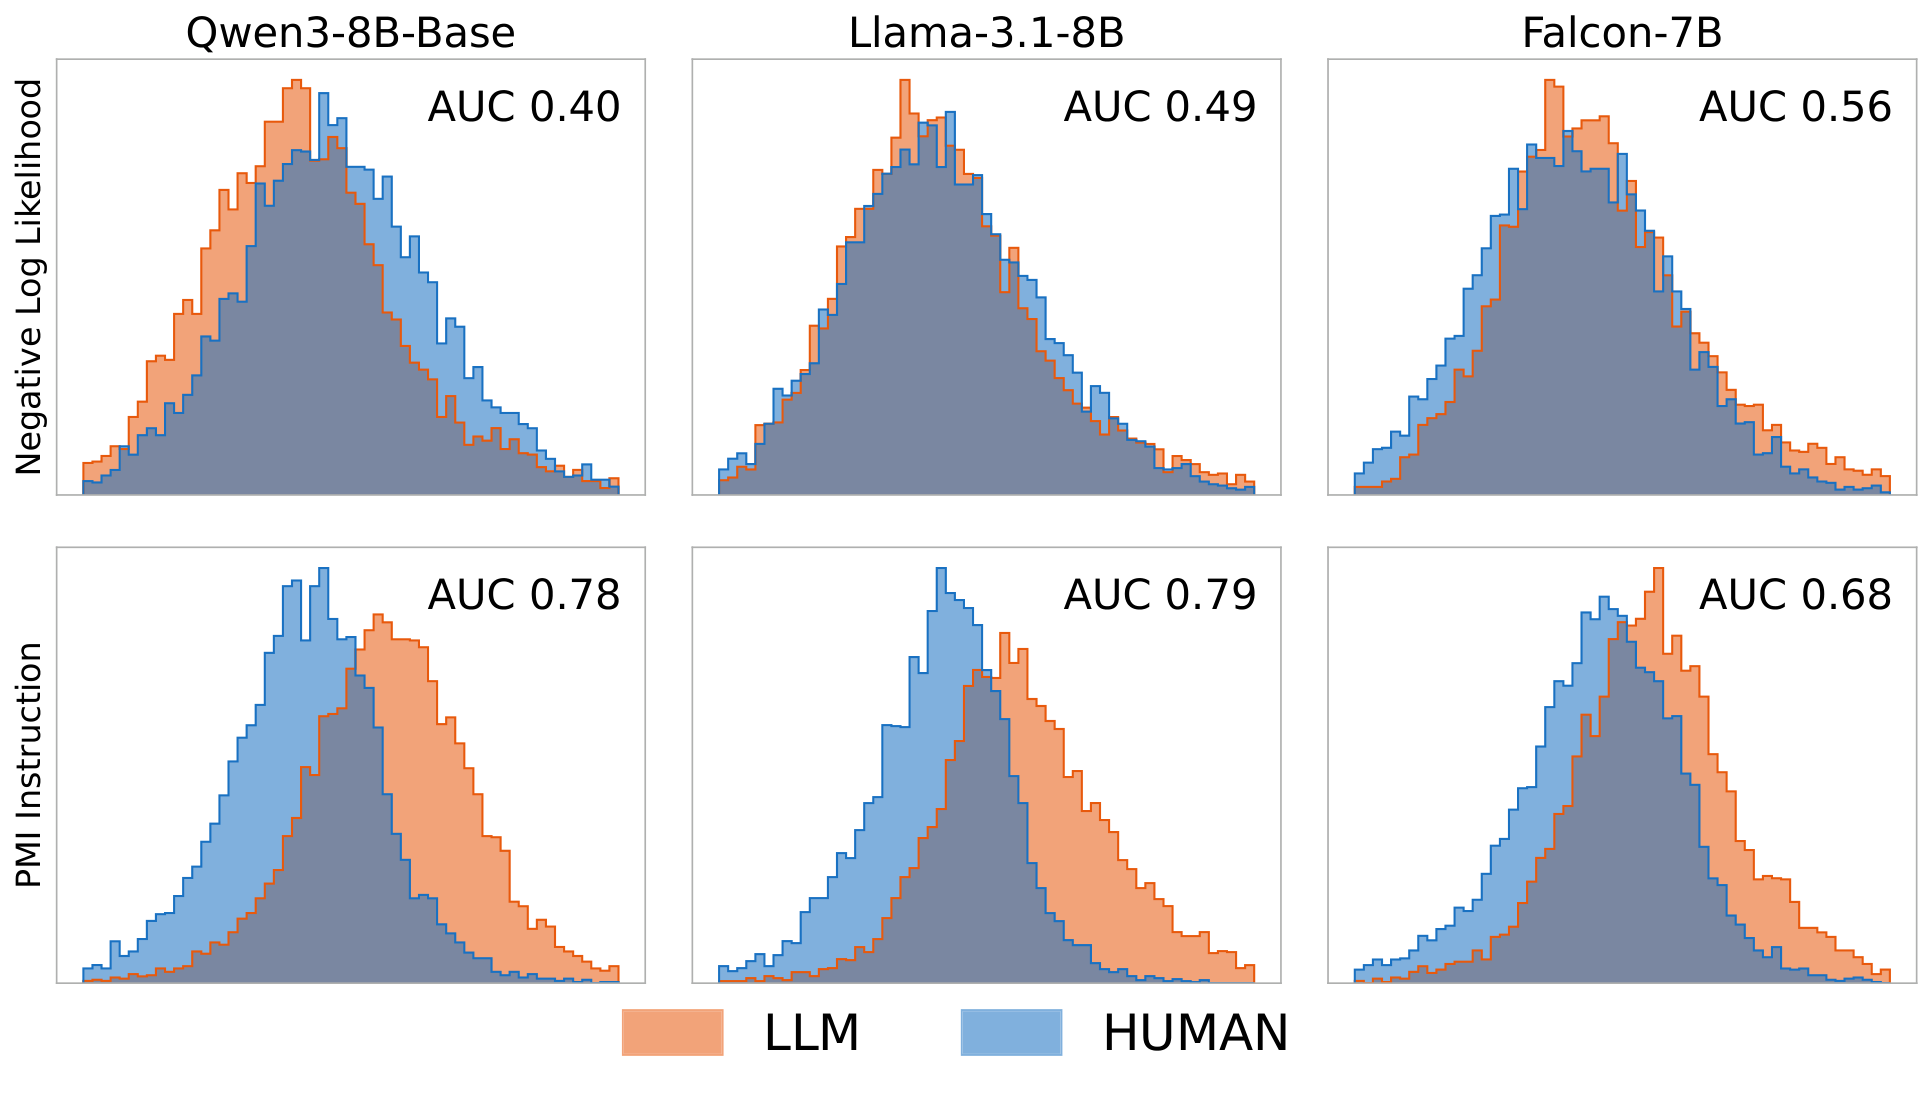 Qwen3-8B-Base
Llama-3.1-8B
Falcon-7B
Negative Log Likelihood
AUC 0.40
AUC 0.49
AUC 0.56
PMI Instruction
AUC 0.78
AUC 0.79
AUC 0.68
LLM
HUMAN